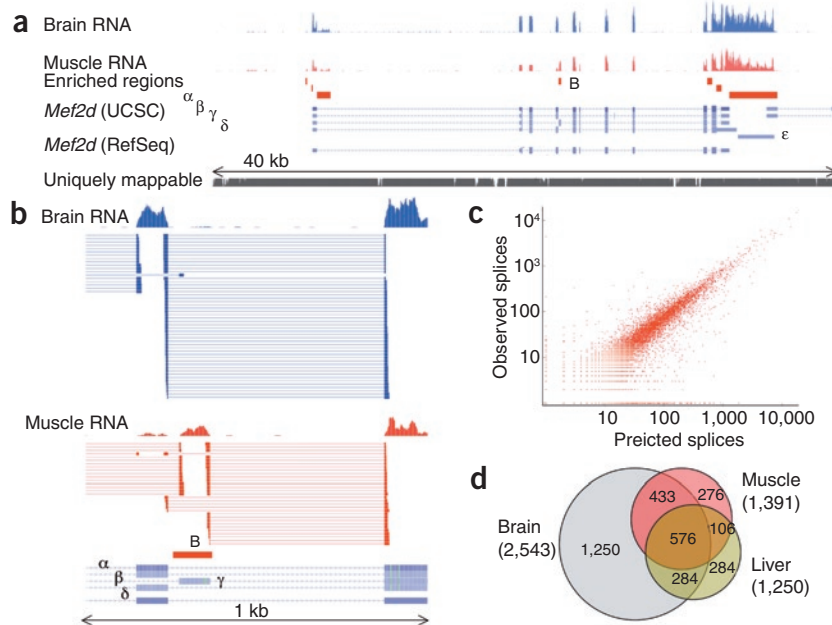 a
Brain RNA
Muscle RNA
Enriched regions
B
Mef2d (UCSC) α β γ δ
Mef2d (RefSeq)
ε
40 kb
Uniquely mappable
b
Brain RNA
Muscle RNA
B
α
β
γ
δ
1 kb
c
Observed splices
10⁴
10³
100
10
10 100 1,000 10,000
Preicted splices
d
Brain
(2,543)
Muscle
(1,391)
Liver
(1,250)
433
276
1,250
576
106
284
284